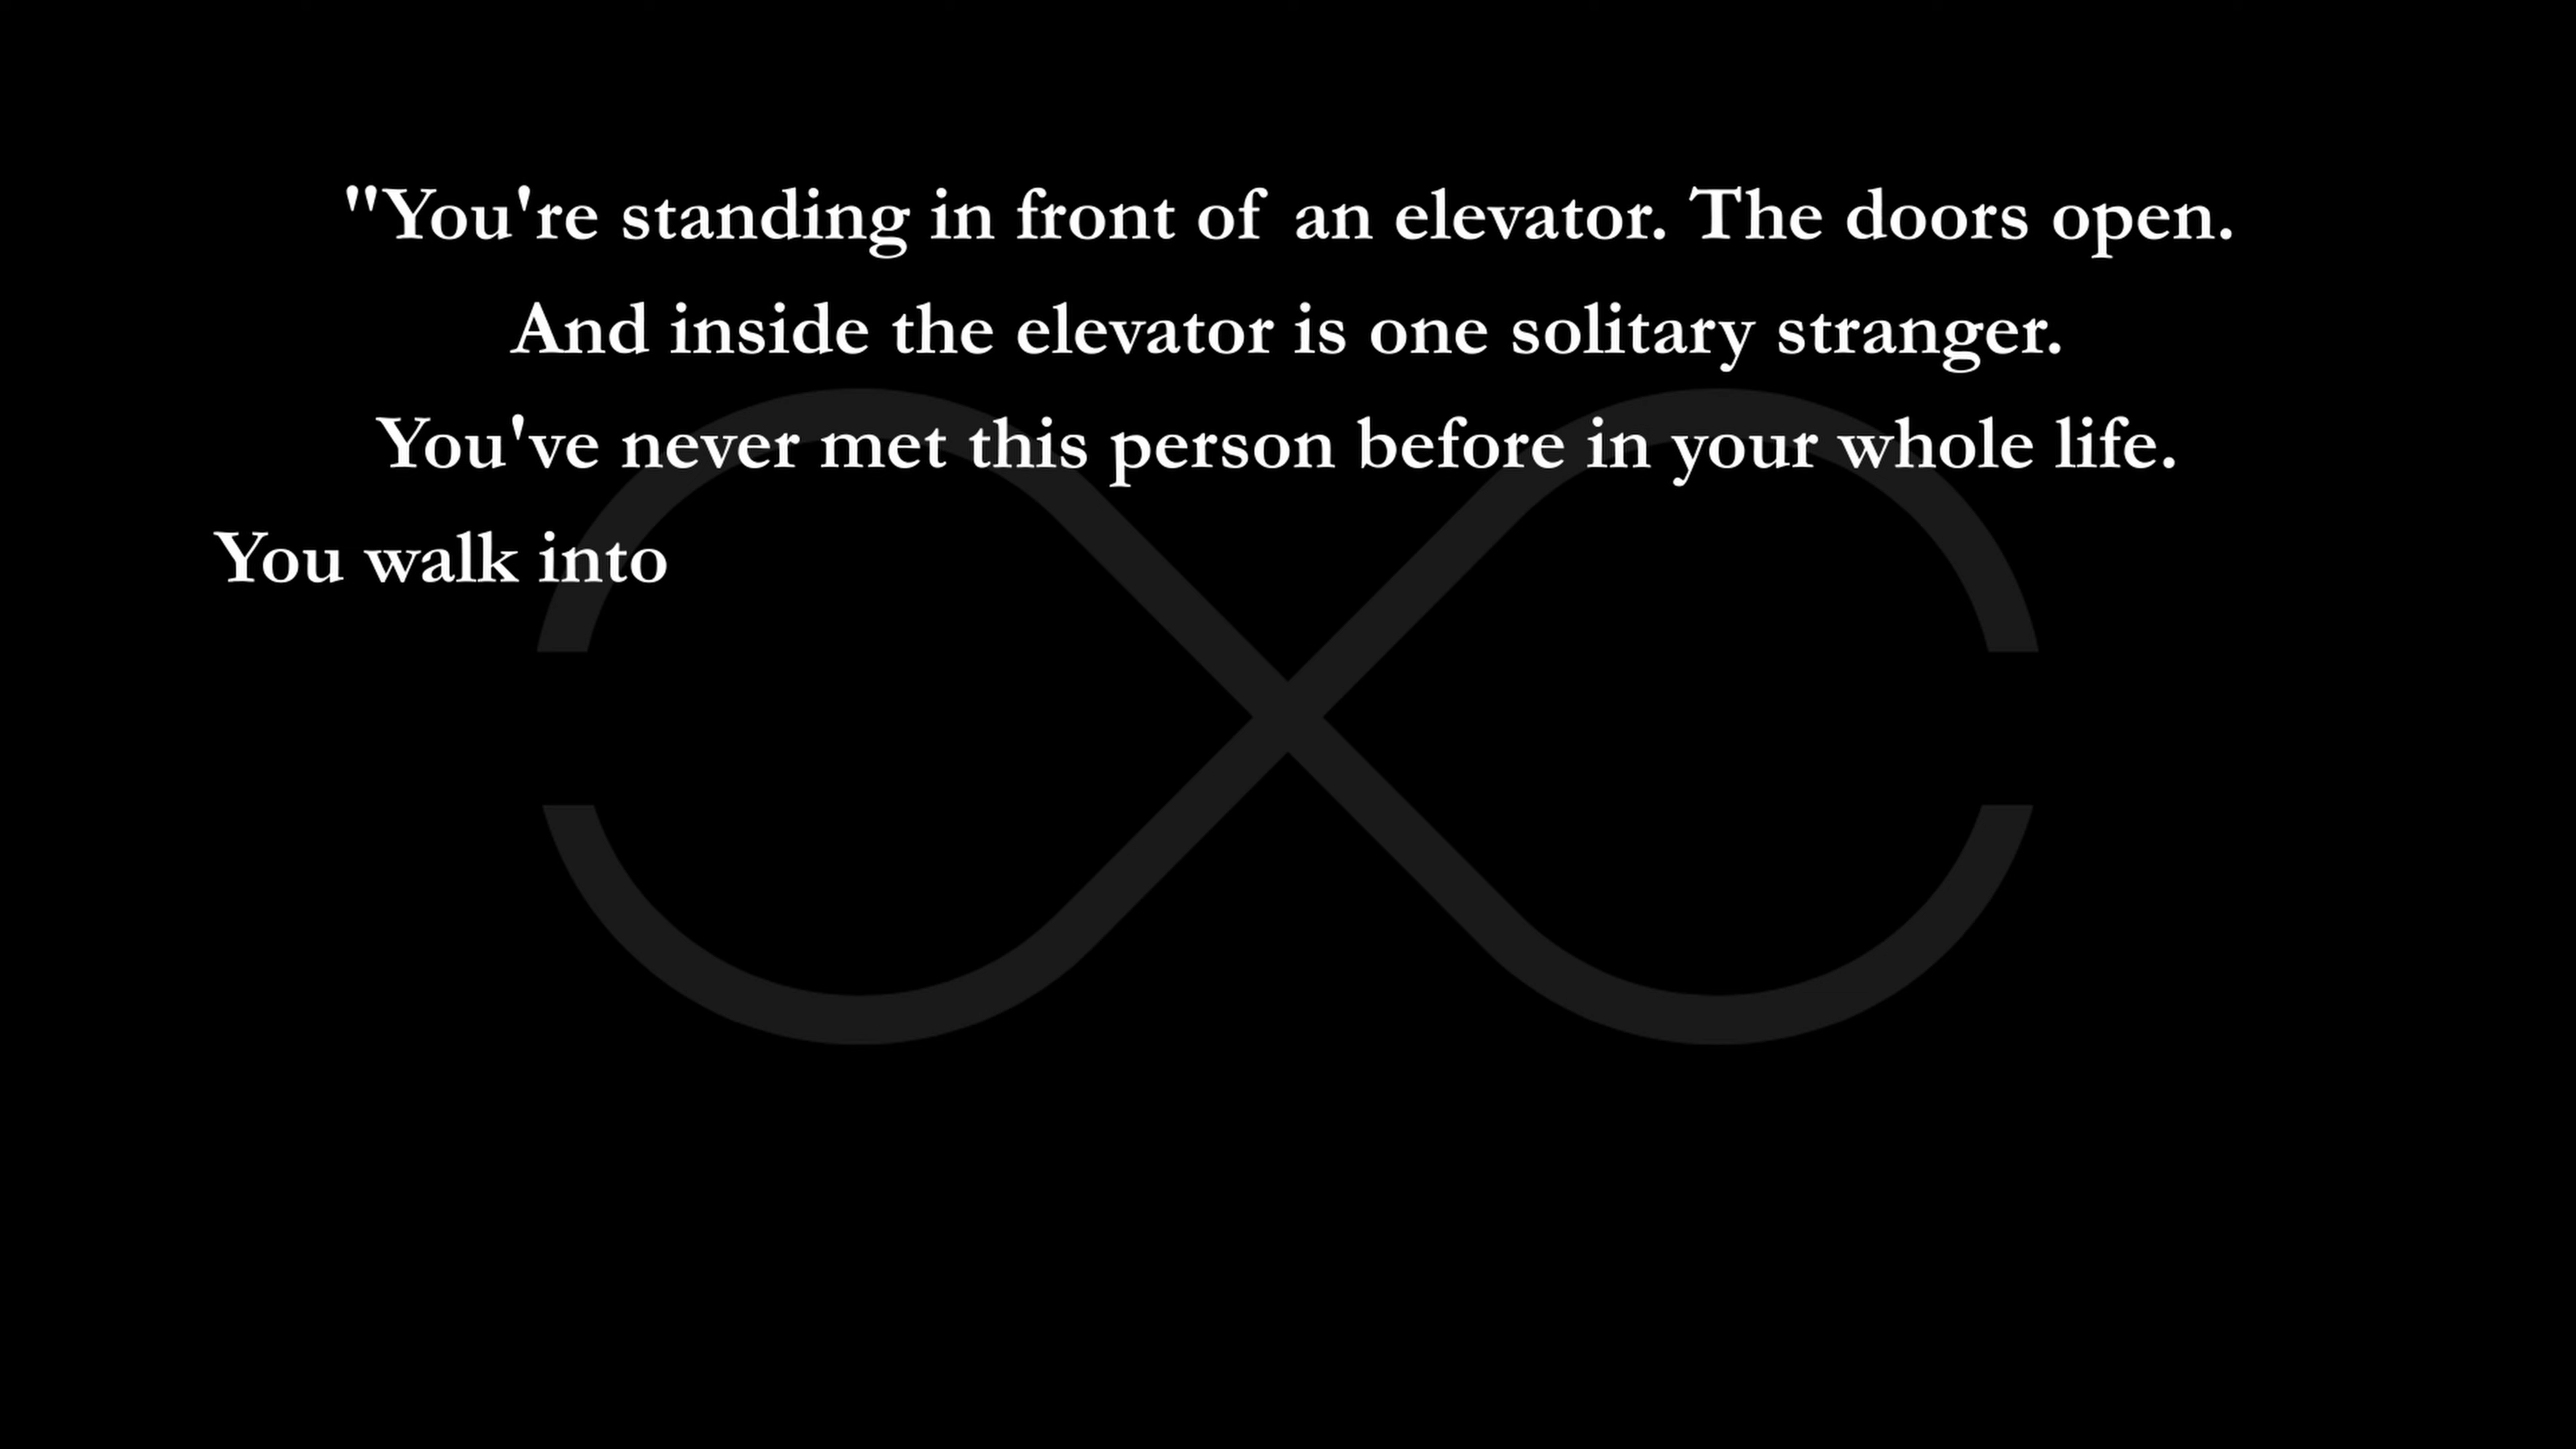 "You're standing in front of an elevator. The doors open.
And inside the elevator is one solitary stranger.
You've never met this person before in your whole life.
You walk into